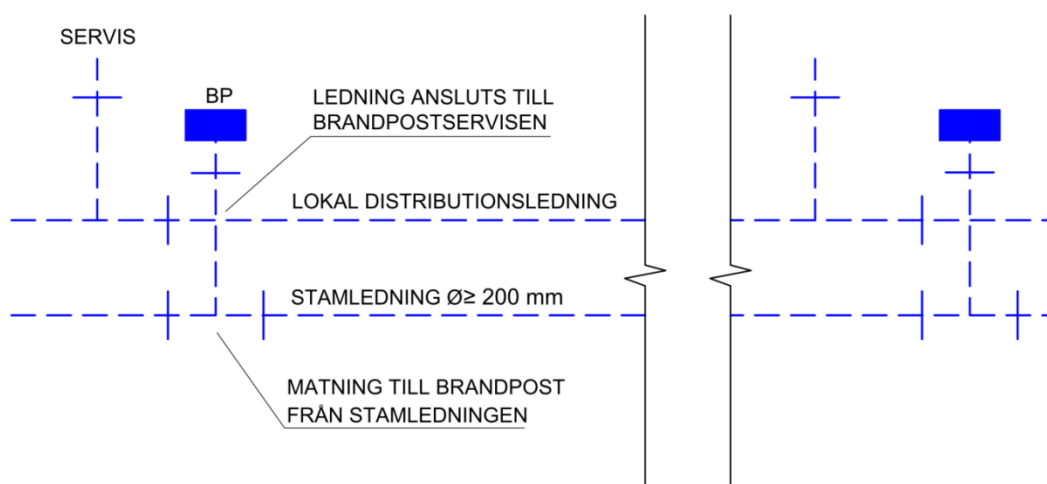 SERVIS
BP
LEDNING ANSLUTS TILL
BRANDPOSTSERVISEN
LOKAL DISTRIBUTIONSLEDNING
STAMLEDNING Ø≥ 200 mm
MATNING TILL BRANDPOST
FRÅN STAMLEDNINGEN